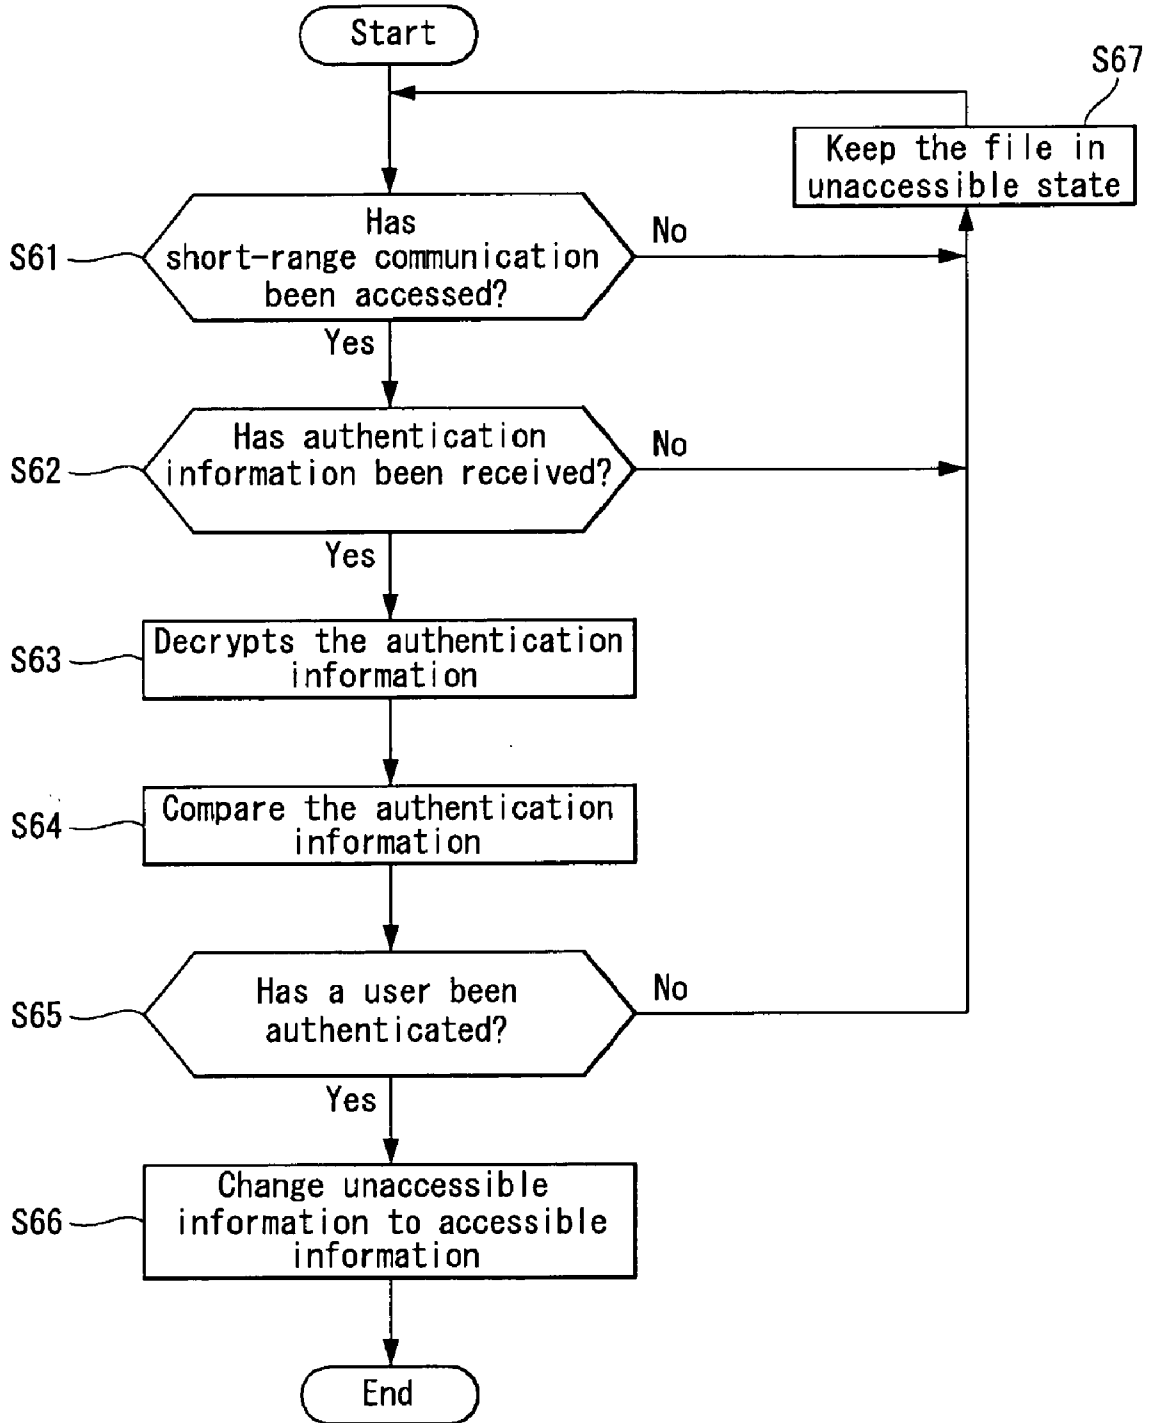 Start
S67
Keep the file in
unaccessible state
Has
short-range communication
been accessed?
S61
No
Yes
Has authentication
information been received?
S62
No
Yes
Decrypts the authentication
information
S63
Compare the authentication
information
S64
Has a user been
authenticated?
S65
No
Yes
Change unaccessible
information to accessible
information
S66
End